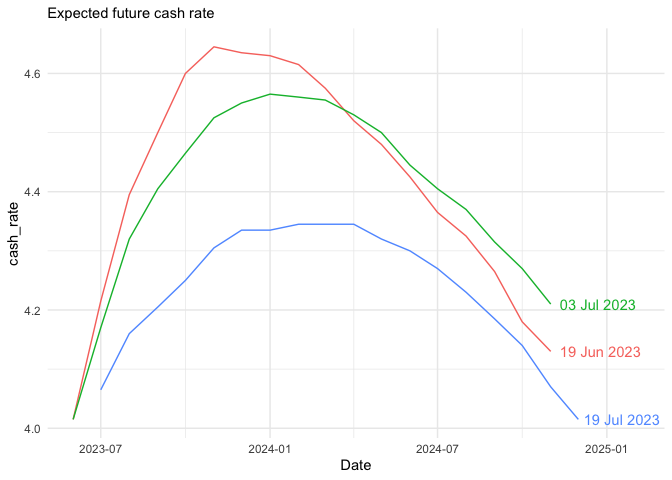 Expected future cash rate
cash_rate
4.6
4.4
4.2
4.0
03 Jul 2023
19 Jun 2023
19 Jul 2023
2023-07
2024-01
2024-07
2025-01
Date